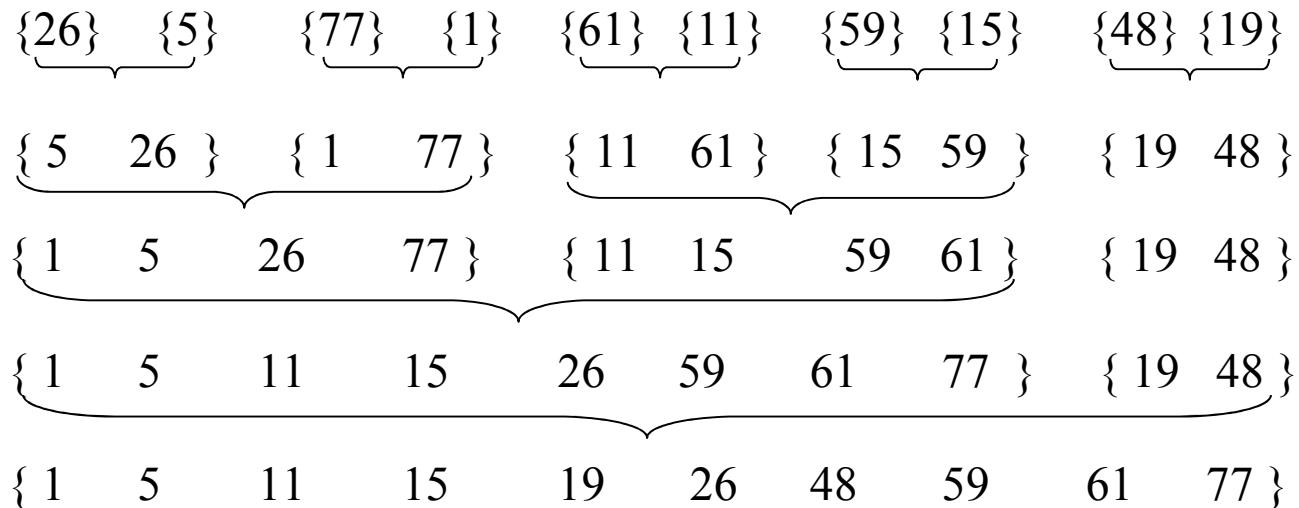 {26} {5} {77} {1} {61} {11} {59} {15} {48} {19}
{ 5 26 } { 1 77 } { 11 61 } { 15 59 } { 19 48 }
{ 1 5 26 77 } { 11 15 59 61 } { 19 48 }
{ 1 5 11 15 26 59 61 77 } { 19 48 }
{ 1 5 11 15 19 26 48 59 61 77 }